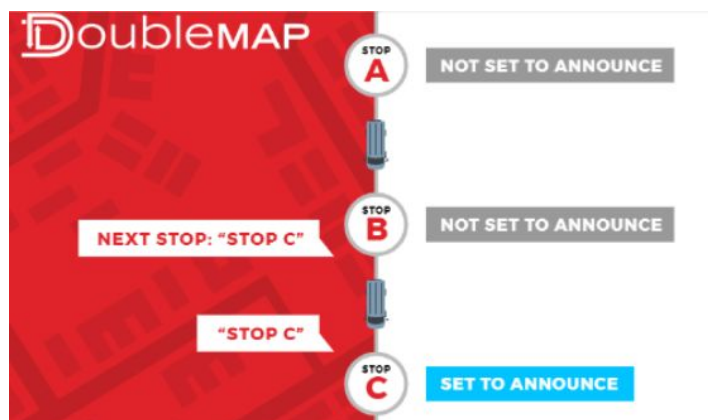 DOUBLEMAP
STOP
A
NOT SET TO ANNOUNCE
STOP
B
NOT SET TO ANNOUNCE
NEXT STOP: “STOP C”
“STOP C”
STOP
C
SET TO ANNOUNCE